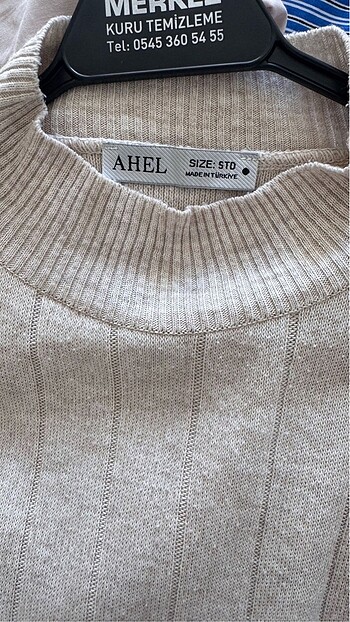 MERKEZ
KURU TEMİZLEME
Tel: 0545 360 54 55
AHEL
SIZE: STD
MADE IN TÜRKİYE